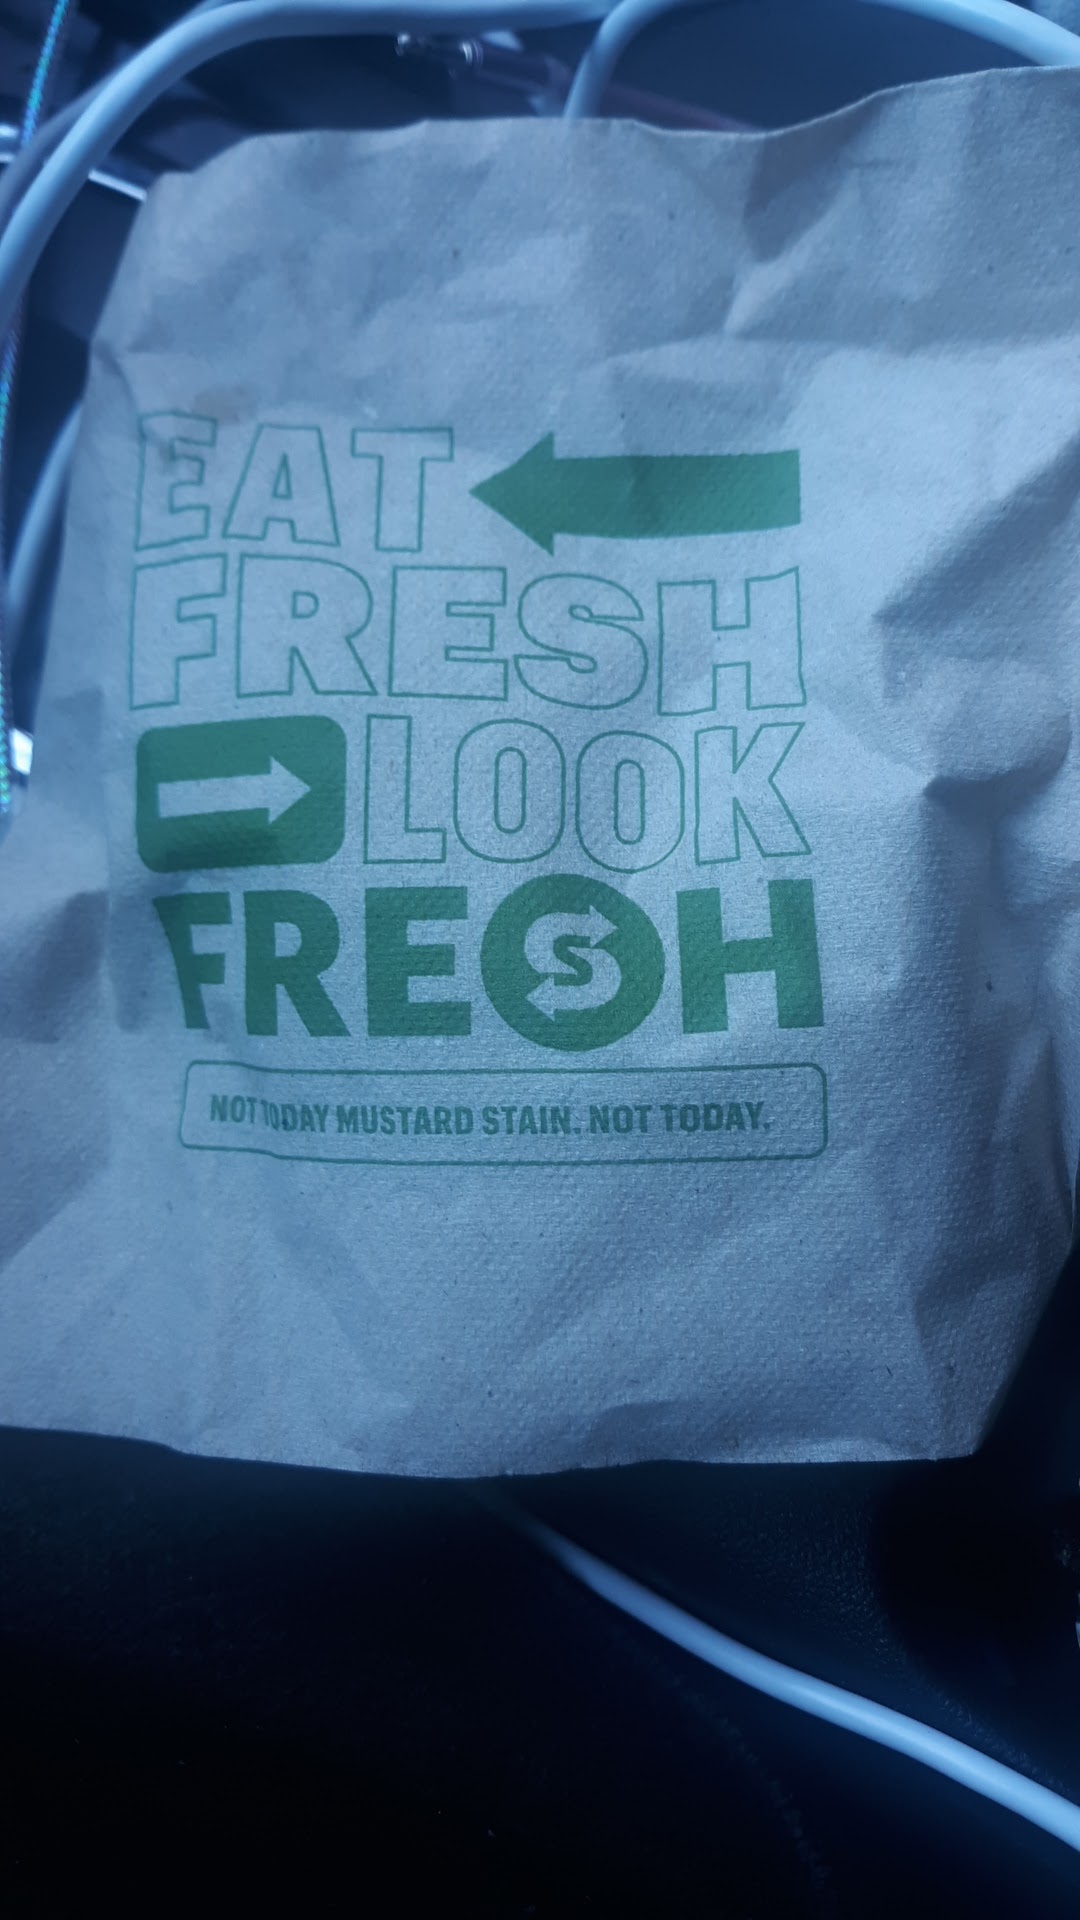 EAT
FRESH
LOOK
FRESH
NOT TODAY MUSTARD STAIN. NOT TODAY.